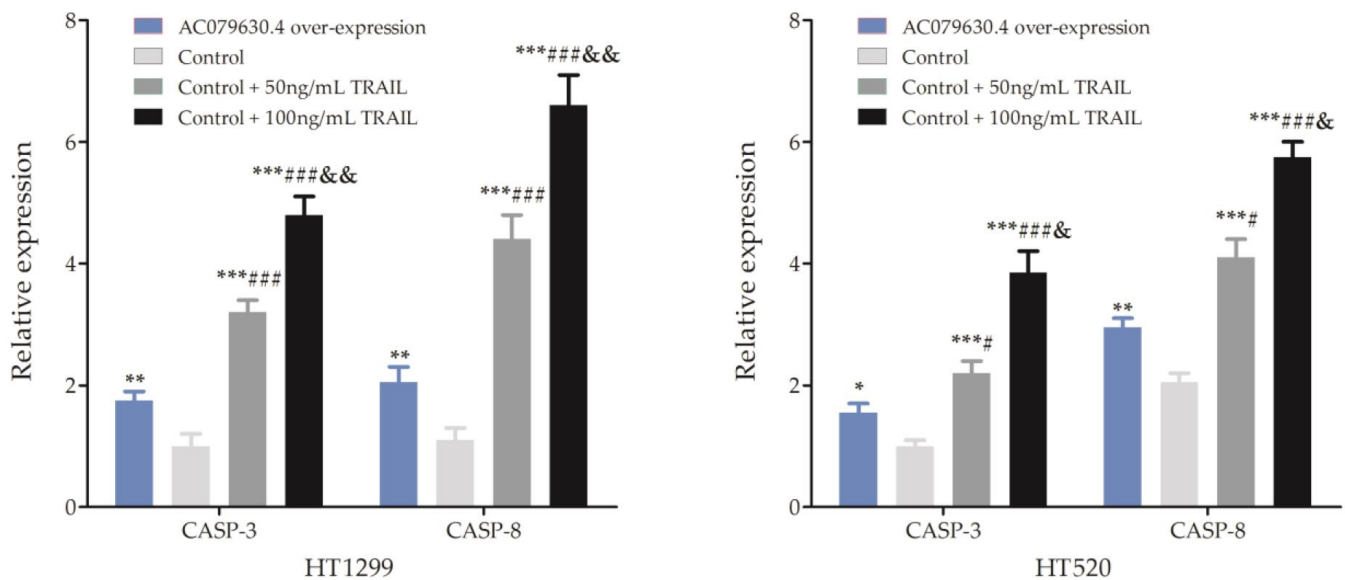 Relative expression
8
6
4
2
0
AC079630.4 over-expression
Control
Control + 50ng/mL TRAIL
Control + 100ng/mL TRAIL
**
***###
***###&&
**
***###
***###&&
CASP-3
CASP-8
HT1299
Relative expression
8
6
4
2
0
AC079630.4 over-expression
Control
Control + 50ng/mL TRAIL
Control + 100ng/mL TRAIL
*
***#
***###&
**
***#
***###&
CASP-3
CASP-8
HT520